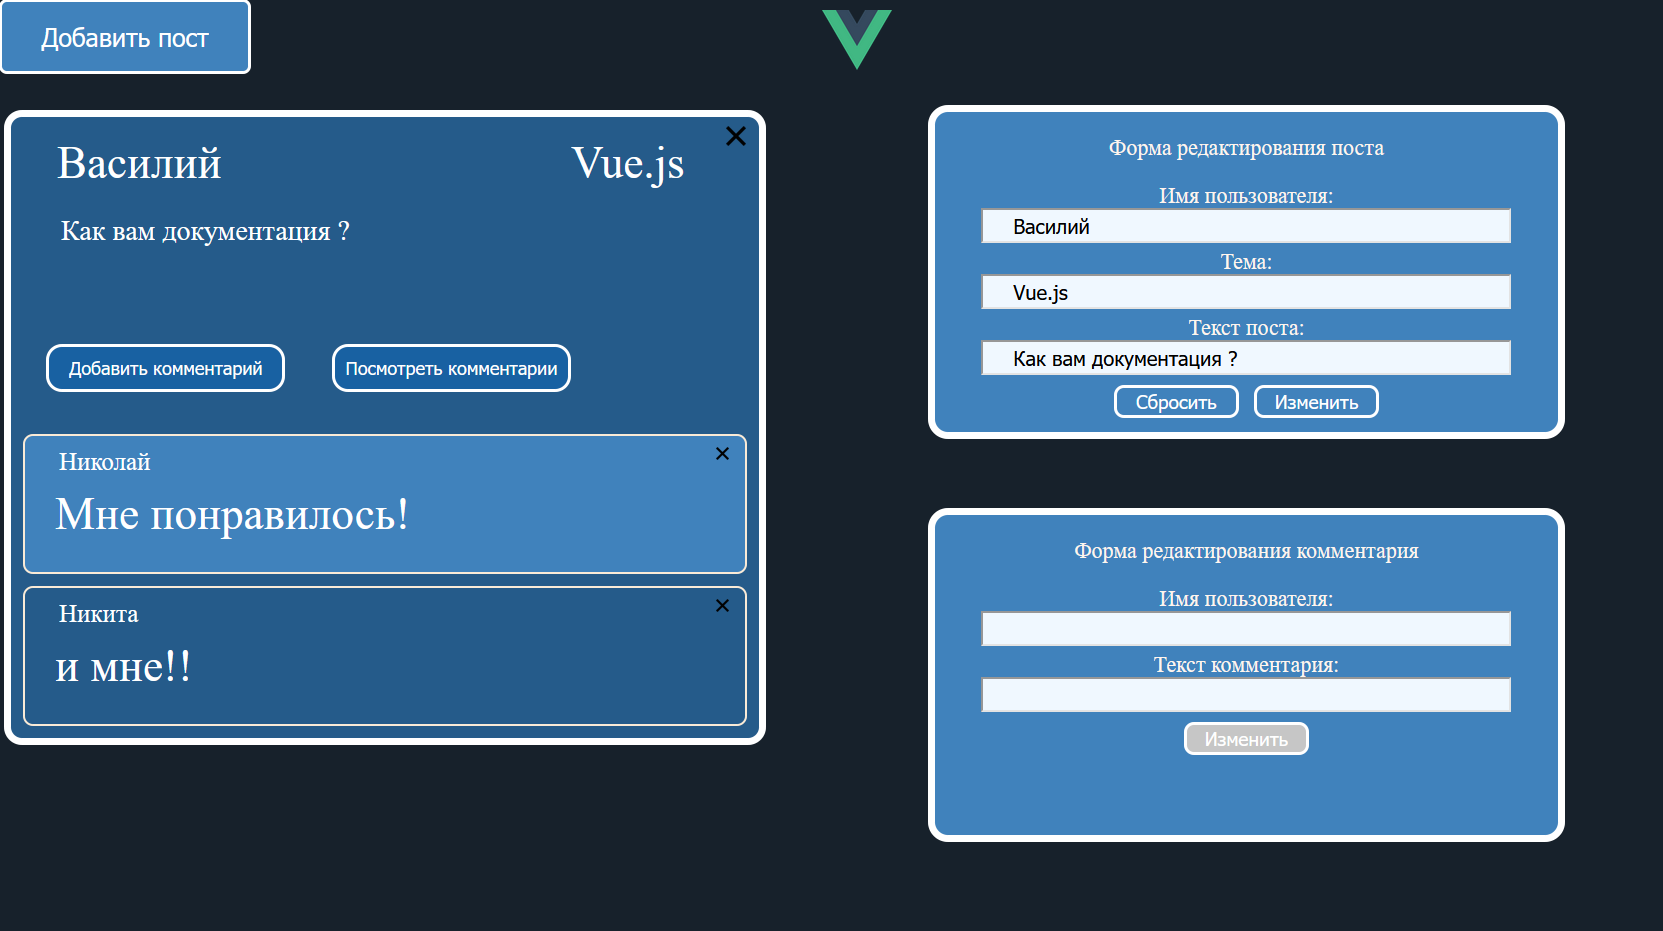 Добавить пост
Василий
Vue.js
Как вам документация ?
Добавить комментарий
Посмотреть комментарии
Николай
Мне понравилось!
Никита
и мне!!
Форма редактирования поста
Имя пользователя:
Василий
Тема:
Vue.js
Текст поста:
Как вам документация ?
Сбросить
Изменить
Форма редактирования комментария
Имя пользователя:
Текст комментария:
Изменить